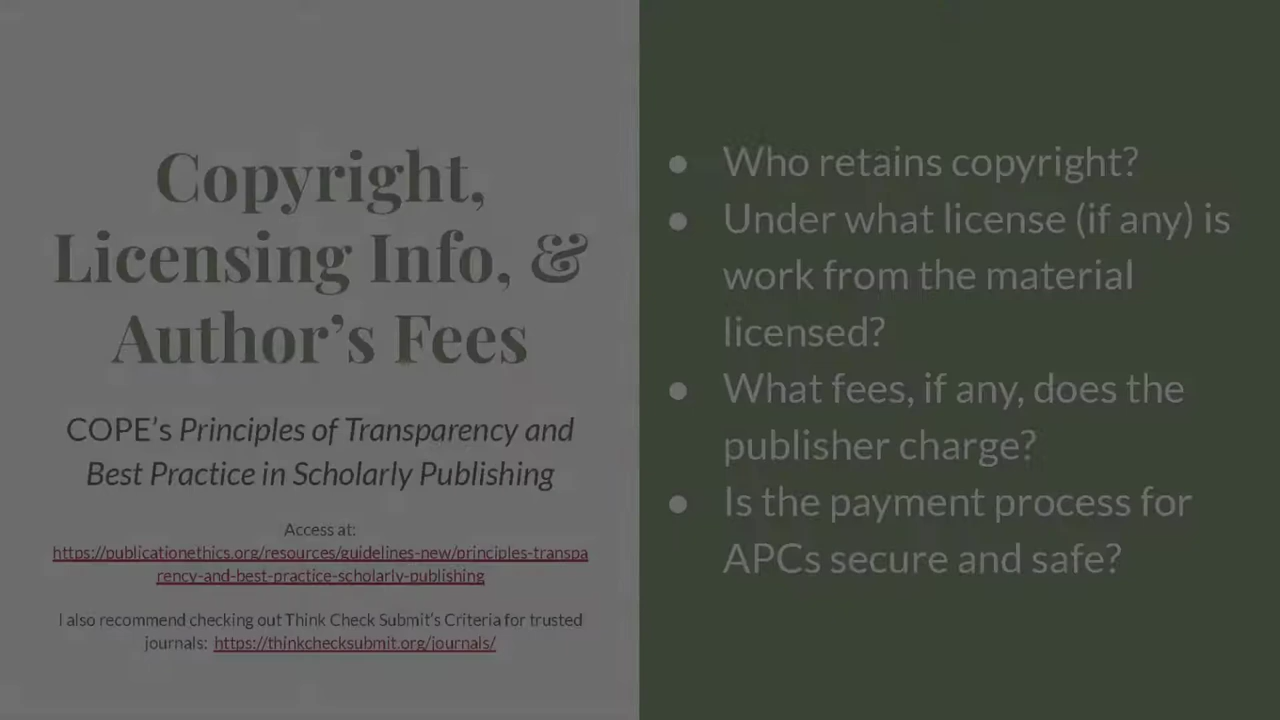 Copyright,
Licensing Info, &
Author's Fees
COPE's Principles of Transparency and
Best Practice in Scholarly Publishing
Access at:
https://publicationethics.org/resources/guidelines-new/principles-transpa
rency-and-best-practice-scholarly-publishing
I also recommend checking out Think Check Submit's Criteria for trusted
journals: https://thinkchecksubmit.org/journals/
● Who retains copyright?
● Under what license (if any) is
work from the material
licensed?
● What fees, if any, does the
publisher charge?
● Is the payment process for
APCs secure and safe?